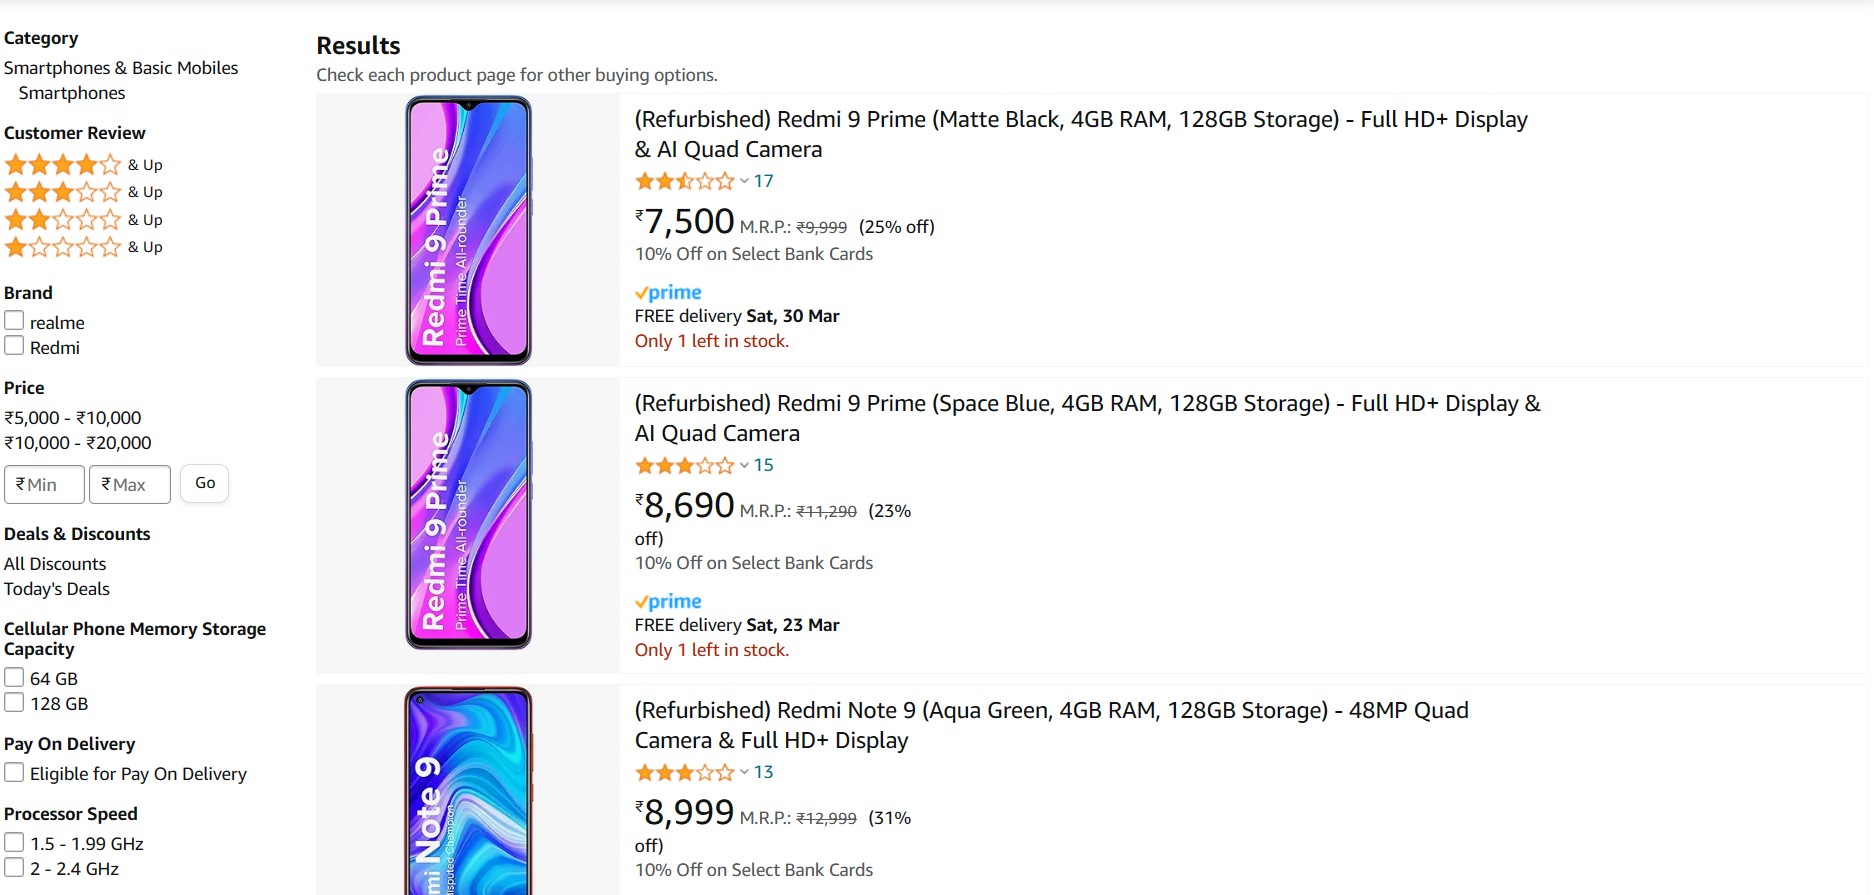 Category
Smartphones & Basic Mobiles
Smartphones
Customer Review
& Up
& Up
& Up
& Up
Brand
realme
Redmi
Price
₹5,000 - ₹10,000
₹10,000 - ₹20,000
₹ Min ₹ Max Go
Deals & Discounts
All Discounts
Today's Deals
Cellular Phone Memory Storage
Capacity
64 GB
128 GB
Pay On Delivery
Eligible for Pay On Delivery
Processor Speed
1.5 - 1.99 GHz
2 - 2.4 GHz
Results
Check each product page for other buying options.
Redmi 9 Prime
Prime Time All-rounder
(Refurbished) Redmi 9 Prime (Matte Black, 4GB RAM, 128GB Storage) - Full HD+ Display
& AI Quad Camera
17
₹7,500 M.R.P.: ₹9,999 (25% off)
10% Off on Select Bank Cards
prime
FREE delivery Sat, 30 Mar
Only 1 left in stock.
Redmi 9 Prime
Prime Time All-rounder
(Refurbished) Redmi 9 Prime (Space Blue, 4GB RAM, 128GB Storage) - Full HD+ Display &
AI Quad Camera
15
₹8,690 M.R.P.: ₹11,290 (23%
off)
10% Off on Select Bank Cards
prime
FREE delivery Sat, 23 Mar
Only 1 left in stock.
mi Note 9
isputed Champion
(Refurbished) Redmi Note 9 (Aqua Green, 4GB RAM, 128GB Storage) - 48MP Quad
Camera & Full HD+ Display
13
₹8,999 M.R.P.: ₹12,999 (31%
off)
10% Off on Select Bank Cards